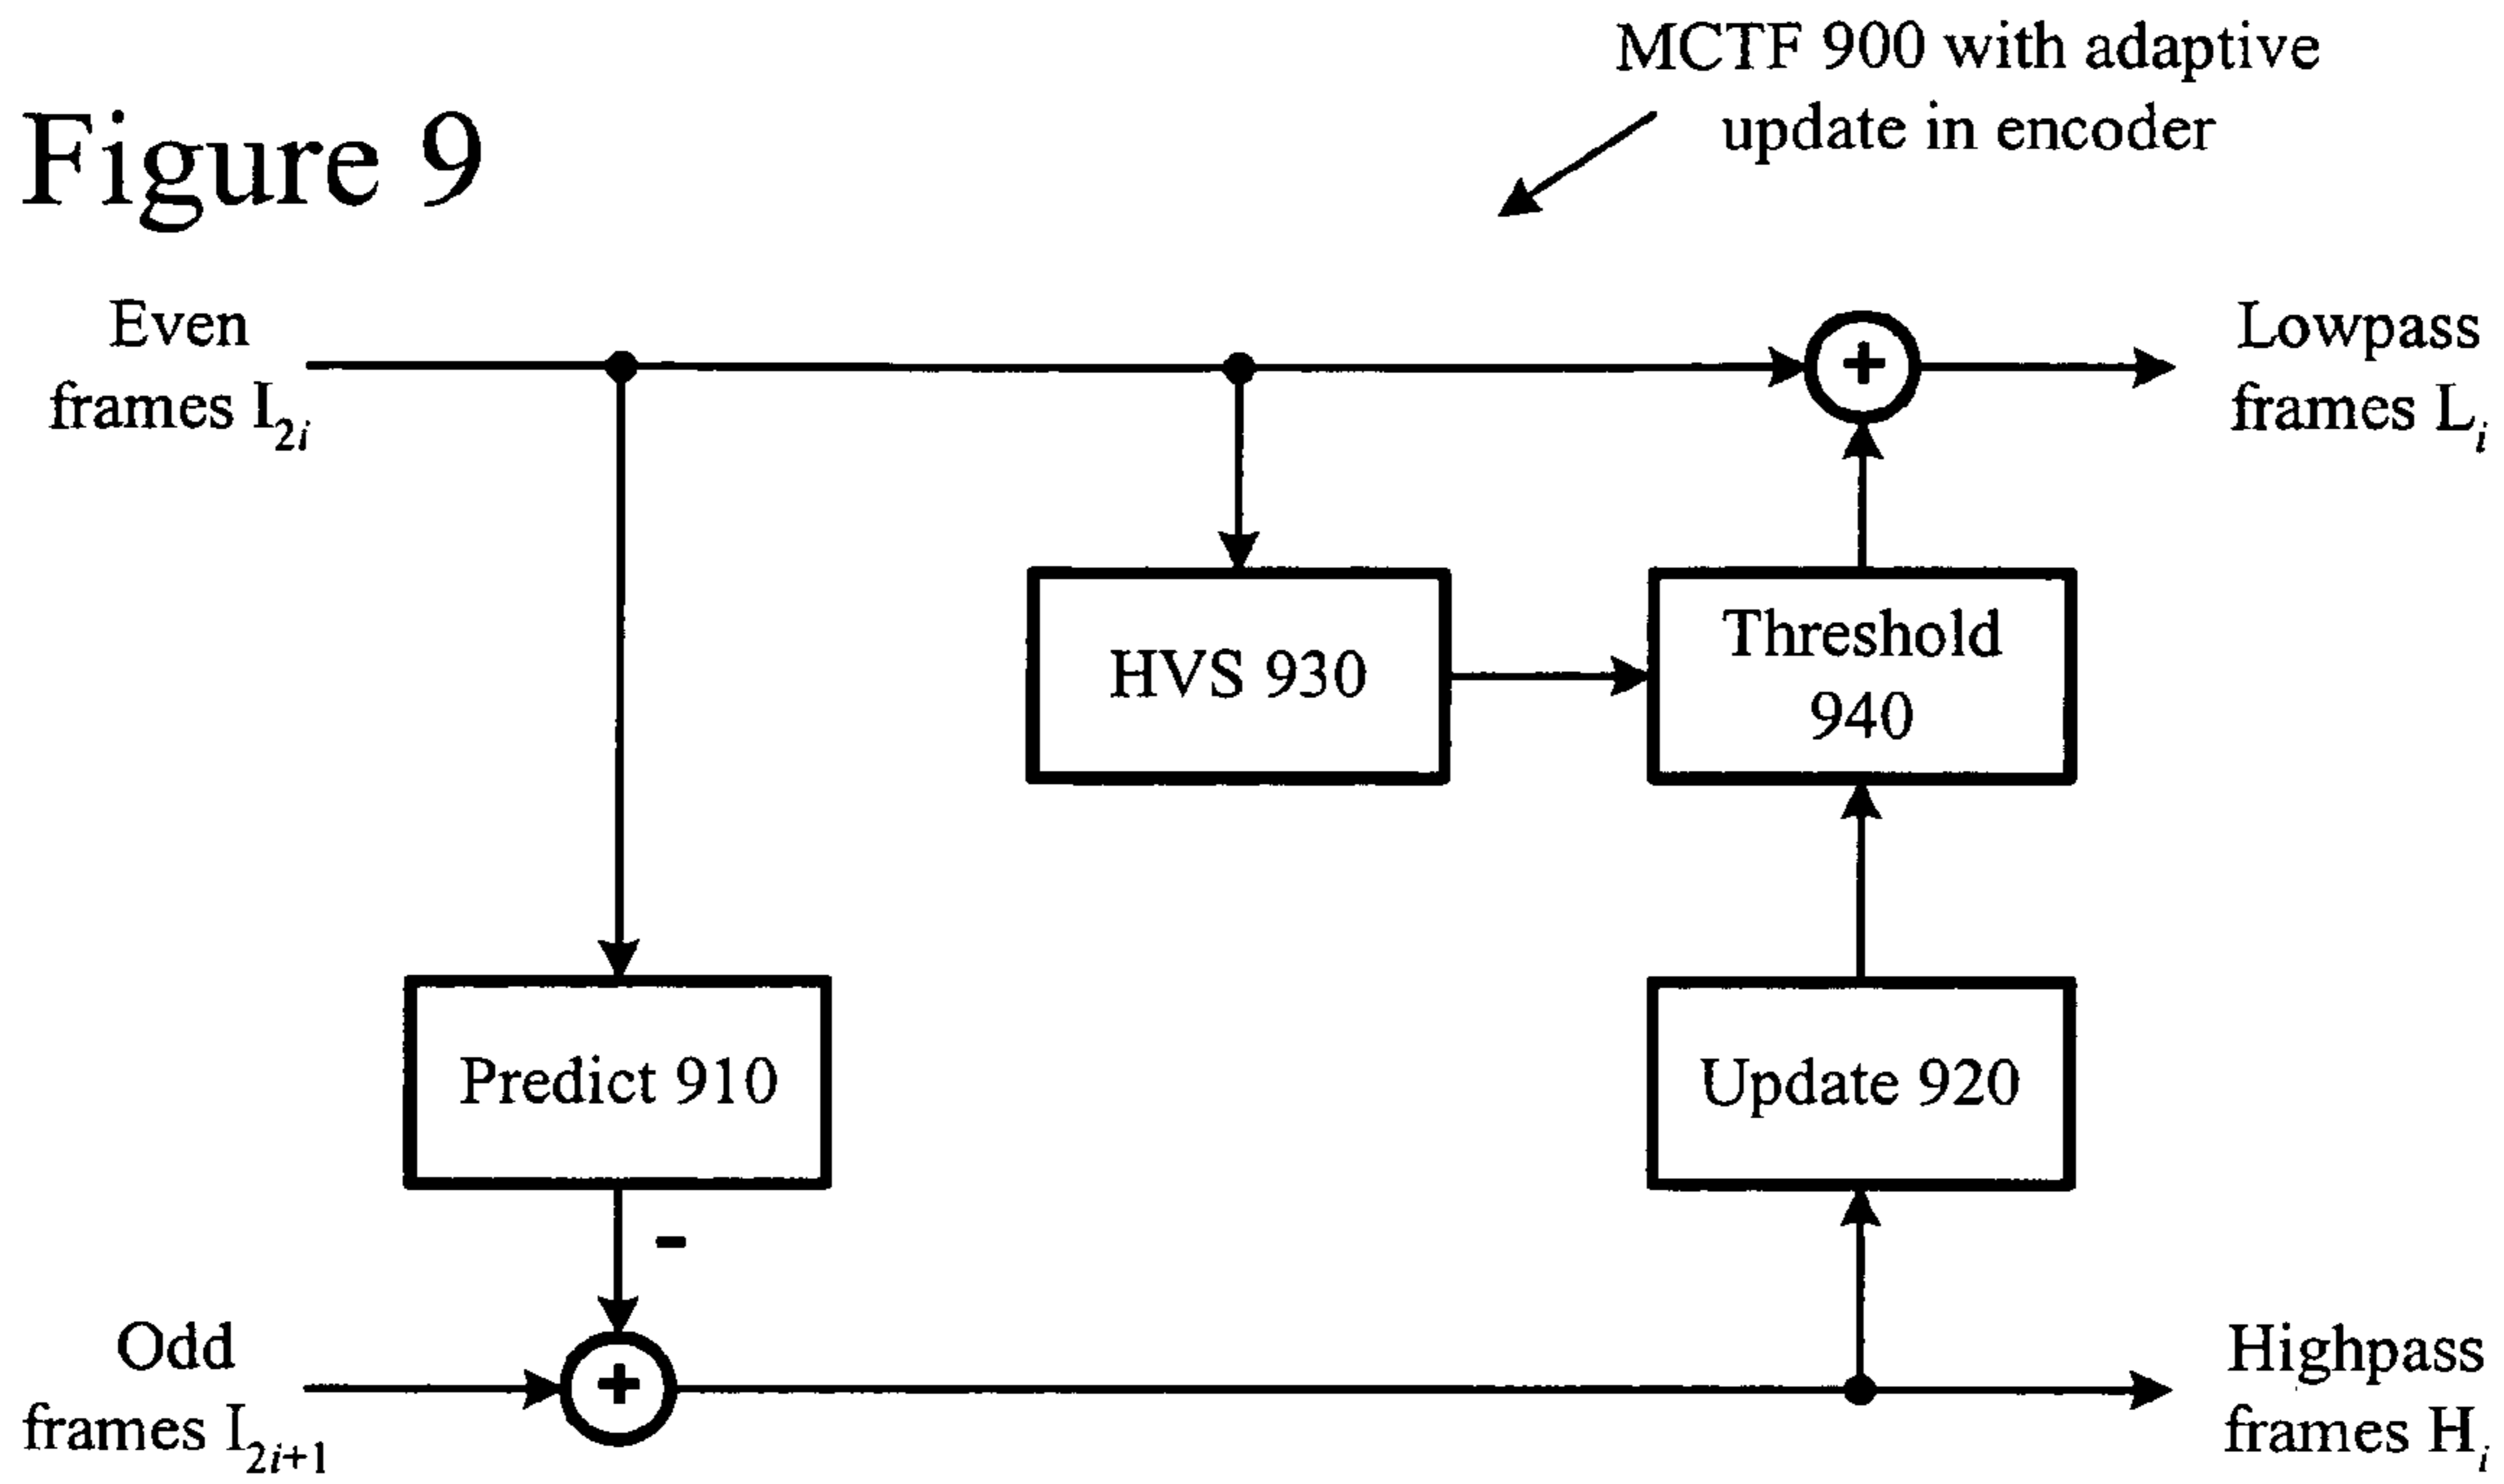 MCTF 900 with adaptive
update in encoder
Figure 9
Even
frames I2i
Lowpass
frames Li
+
HVS 930
Threshold
940
Predict 910
Update 920
-
Odd
frames I2i+1
+
Highpass
frames Hi